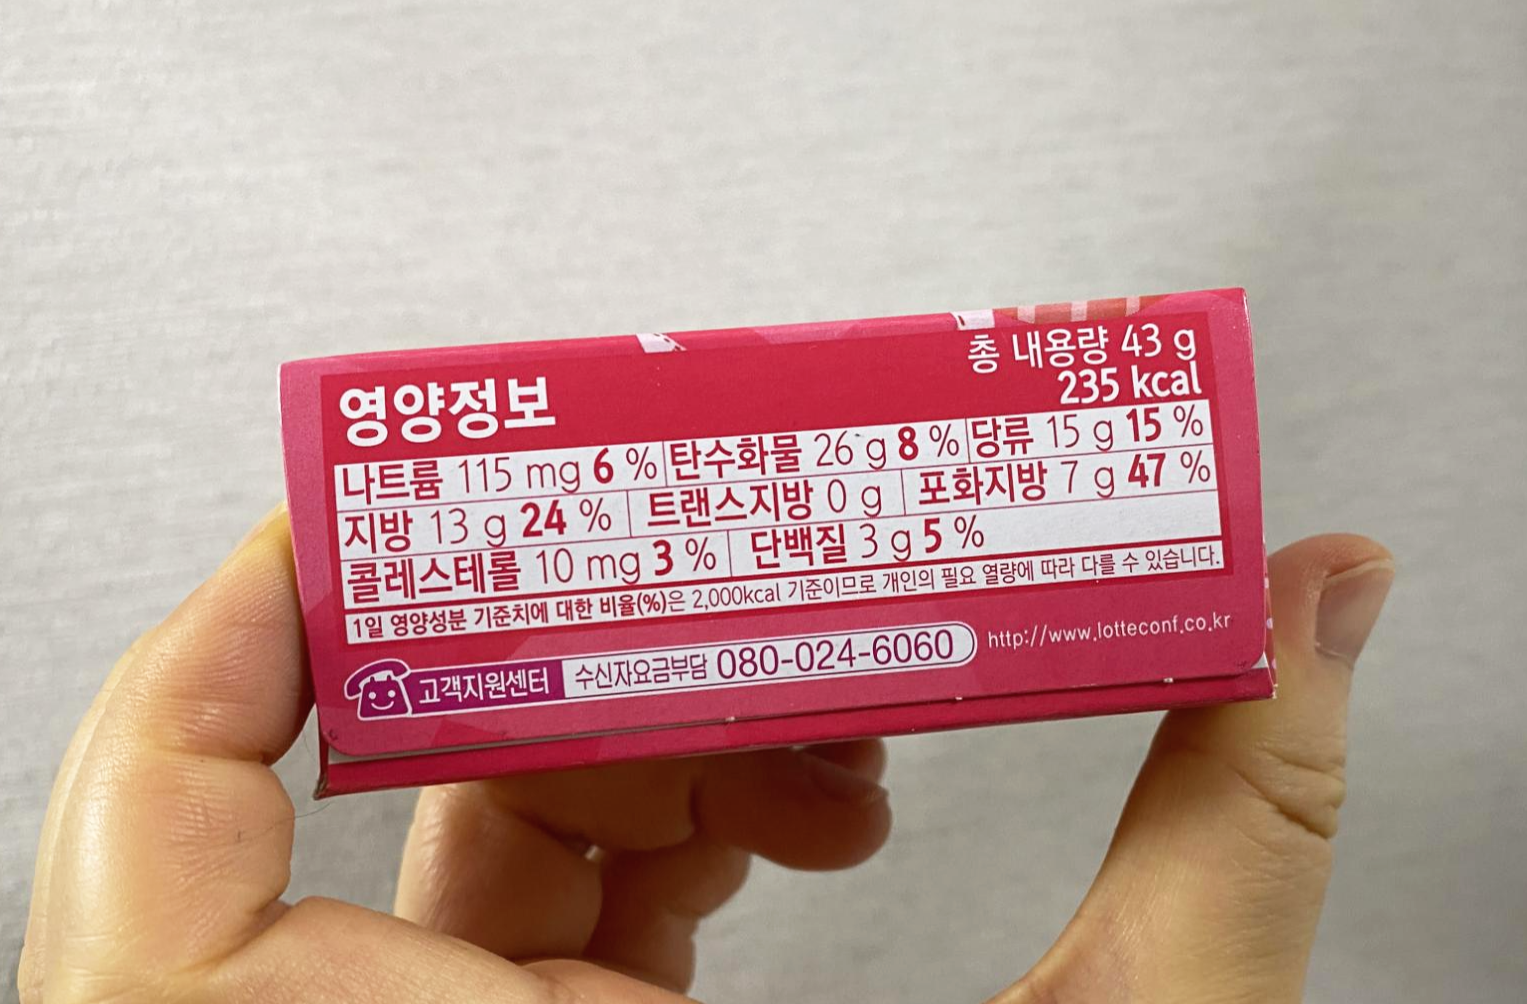 영양정보
총 내용량 43 g
235 kcal
나트륨 115 mg 6 % 탄수화물 26 g 8 % 당류 15 g 15 %
지방 13 g 24 % 트랜스지방 0 g 포화지방 7 g 47 %
콜레스테롤 10 mg 3 % 단백질 3 g 5 %
1일 영양성분 기준치에 대한 비율(%)은 2,000kcal 기준이므로 개인의 필요 열량에 따라 다를 수 있습니다.
고객지원센터 수신자요금부담 080-024-6060 http://www.lotteconf.co.kr